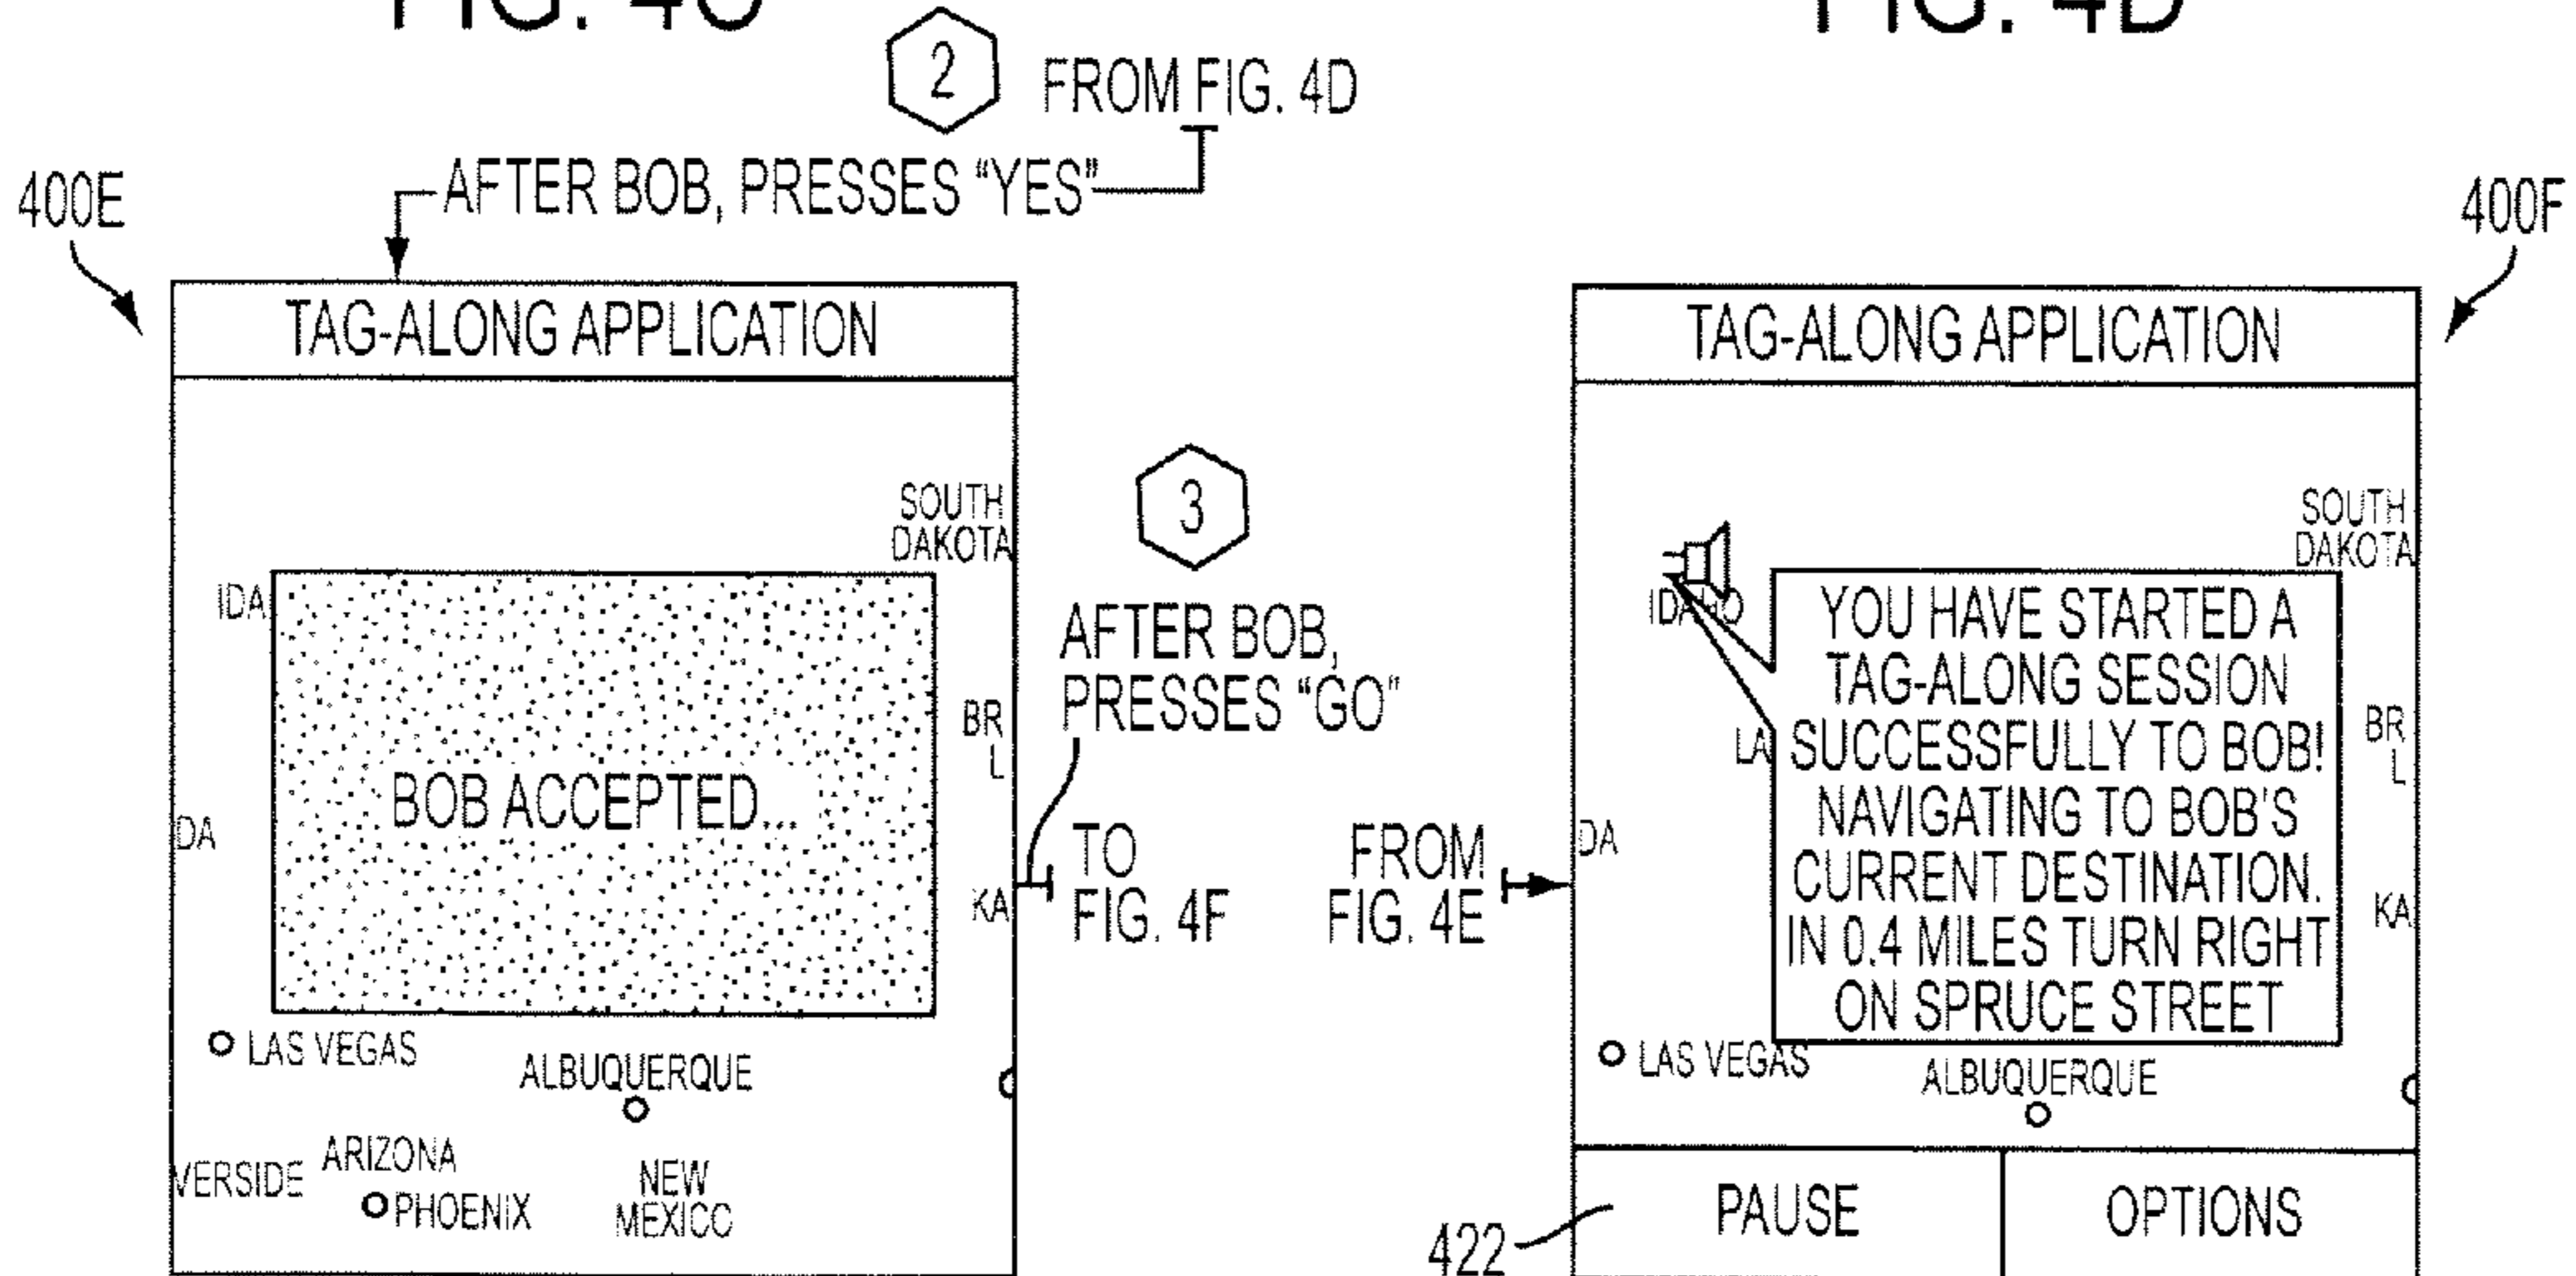 FIG. 4C
FIG. 4D
2
FROM FIG. 4D
AFTER BOB, PRESSES "YES"
400E
400F
TAG-ALONG APPLICATION
SOUTH
DAKOTA
IDA
BR
L
BOB ACCEPTED...
DA
KA
LAS VEGAS
ALBUQUERQUE
ARIZONA
VERSIDE
PHOENIX
NEW
MEXICO
3
AFTER BOB,
PRESSES "GO"
TO
FIG. 4F
FROM
FIG. 4E
TAG-ALONG APPLICATION
SOUTH
DAKOTA
IDAHO
YOU HAVE STARTED A
TAG-ALONG SESSION
SUCCESSFULLY TO BOB!
NAVIGATING TO BOB'S
CURRENT DESTINATION.
IN 0.4 MILES TURN RIGHT
ON SPRUCE STREET
LA
BR
L
DA
KA
LAS VEGAS
ALBUQUERQUE
PAUSE
OPTIONS
422